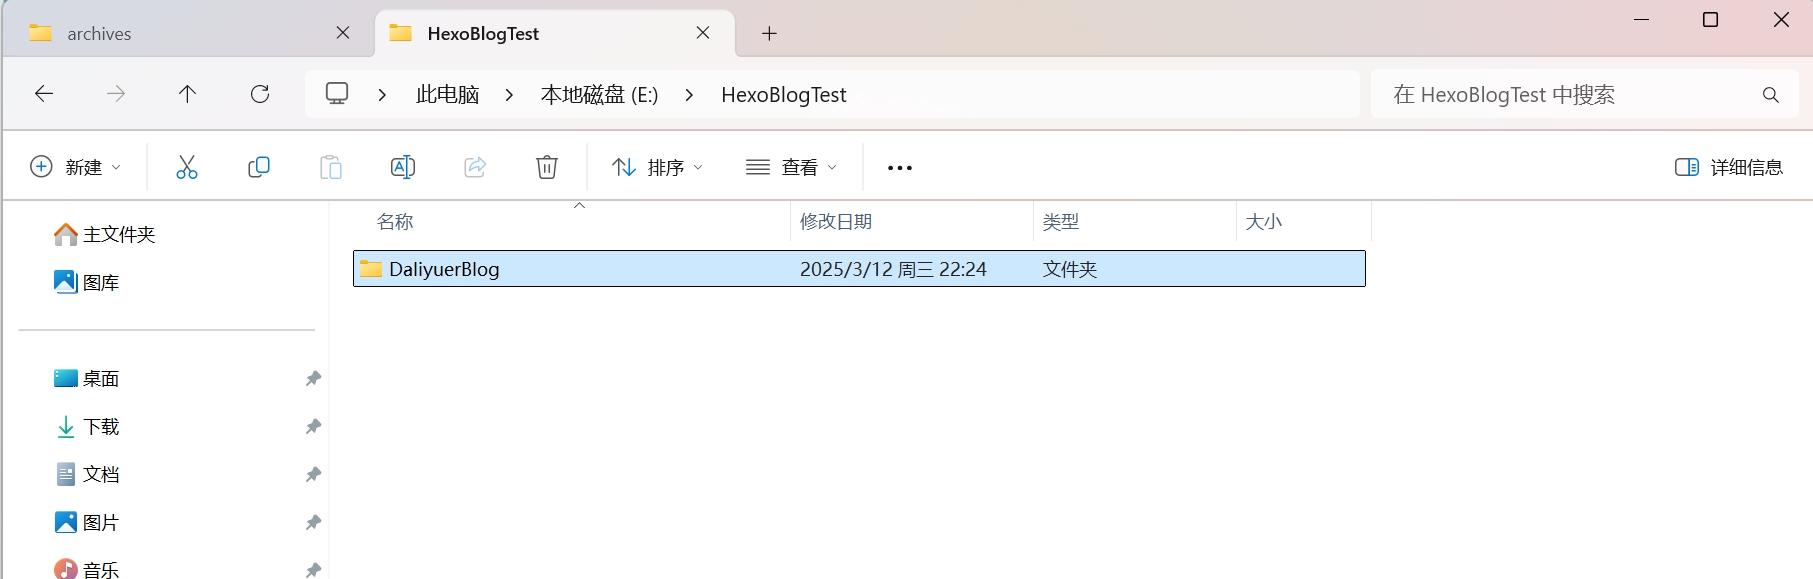 archives
HexoBlogTest
此电脑 本地磁盘 (E:) HexoBlogTest
在 HexoBlogTest 中搜索
新建 排序 查看 详细信息
名称 修改日期 类型 大小
DaliyuerBlog 2025/3/12 周三 22:24 文件夹
主文件夹
图库
桌面
下载
文档
图片
音乐